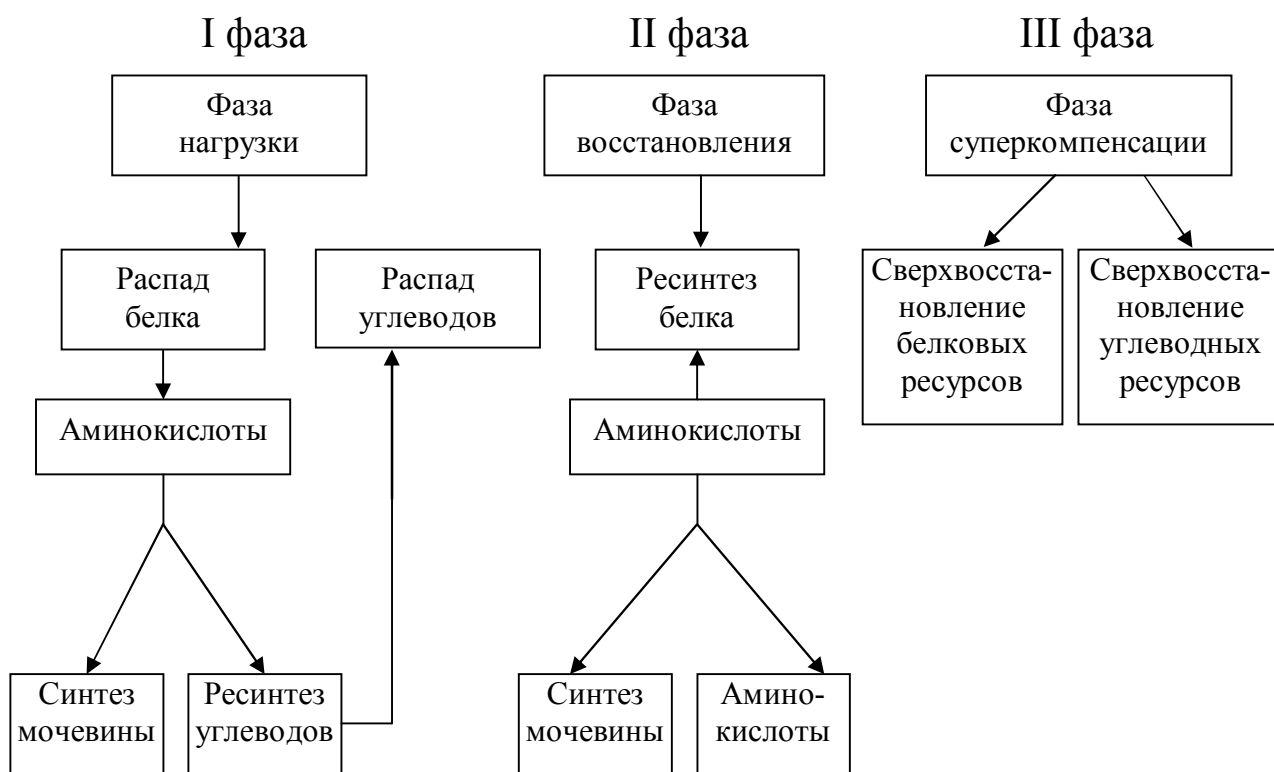 I фаза
II фаза
III фаза
Фаза
нагрузки
Фаза
восстановления
Фаза
суперкомпенсации
Распад
белка
Распад
углеводов
Ресинтез
белка
Сверхвосста-
новление
белковых
ресурсов
Сверхвосста-
новление
углеводных
ресурсов
Аминокислоты
Аминокислоты
Синтез
мочевины
Ресинтез
углеводов
Синтез
мочевины
Амино-
кислоты